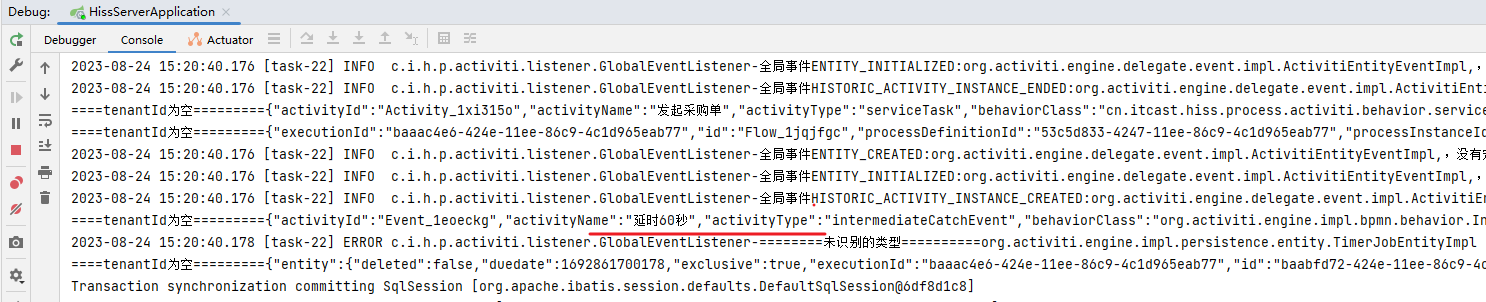 Debug: HissServerApplication ×
Debugger Console Actuator
2023-08-24 15:20:40.176 [task-22] INFO c.i.h.p.activiti.listener.GlobalEventListener-全局事件ENTITY_INITIALIZED:org.activiti.engine.delegate.event.impl.ActivitiEntityEventImpl,,
2023-08-24 15:20:40.176 [task-22] INFO c.i.h.p.activiti.listener.GlobalEventListener-全局事件HISTORIC_ACTIVITY_INSTANCE_ENDED:org.activiti.engine.delegate.event.impl.ActivitiEnti
====tenantId为空========={"activityId":"Activity_1xi315o","activityName":"发起采购单","activityType":"serviceTask","behaviorClass":"cn.itcast.hiss.process.activiti.behavior.service
====tenantId为空========={"executionId":"baaac4e6-424e-11ee-86c9-4c1d965eab77","id":"Flow_1jqjfgc","processDefinitionId":"53c5d833-4247-11ee-86c9-4c1d965eab77","processInstanceId
2023-08-24 15:20:40.176 [task-22] INFO c.i.h.p.activiti.listener.GlobalEventListener-全局事件ENTITY_CREATED:org.activiti.engine.delegate.event.impl.ActivitiEntityEventImpl,,没有
2023-08-24 15:20:40.176 [task-22] INFO c.i.h.p.activiti.listener.GlobalEventListener-全局事件ENTITY_INITIALIZED:org.activiti.engine.delegate.event.impl.ActivitiEntityEventImpl,,
2023-08-24 15:20:40.176 [task-22] INFO c.i.h.p.activiti.listener.GlobalEventListener-全局事件HISTORIC_ACTIVITY_INSTANCE_CREATED:org.activiti.engine.delegate.event.impl.ActivitiEn
====tenantId为空========={"activityId":"Event_1eoeckg","activityName":"延时60秒","activityType":"intermediateCatchEvent","behaviorClass":"org.activiti.engine.impl.bpmn.behavior.In
2023-08-24 15:20:40.178 [task-22] ERROR c.i.h.p.activiti.listener.GlobalEventListener-=========未识别的类型==========org.activiti.engine.impl.persistence.entity.TimerJobEntityImpl
====tenantId为空========={"entity":{"deleted":false,"duedate":1692861700178,"exclusive":true,"executionId":"baaac4e6-424e-11ee-86c9-4c1d965eab77","id":"baabfd72-424e-11ee-86c9-4c
Transaction synchronization committing SqlSession [org.apache.ibatis.session.defaults.DefaultSqlSession@6df8d1c8]